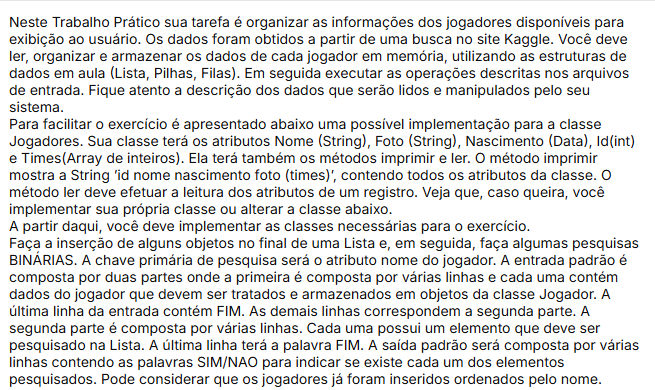 Neste Trabalho Prático sua tarefa é organizar as informações dos jogadores disponíveis para
exibição ao usuário. Os dados foram obtidos a partir de uma busca no site Kaggle. Você deve
ler, organizar e armazenar os dados de cada jogador em memória, utilizando as estruturas de
dados em aula (Lista, Pilhas, Filas). Em seguida executar as operações descritas nos arquivos
de entrada. Fique atento a descrição dos dados que serão lidos e manipulados pelo seu
sistema.
Para facilitar o exercício é apresentado abaixo uma possível implementação para a classe
Jogadores. Sua classe terá os atributos Nome (String), Foto (String), Nascimento (Data), Id(int)
e Times(Array de inteiros). Ela terá também os métodos imprimir e ler. O método imprimir
mostra a String ‘id nome nascimento foto (times)’, contendo todos os atributos da classe. O
método ler deve efetuar a leitura dos atributos de um registro. Veja que, caso queira, você
implementar sua própria classe ou alterar a classe abaixo.
A partir daqui, você deve implementar as classes necessárias para o exercício.
Faça a inserção de alguns objetos no final de uma Lista e, em seguida, faça algumas pesquisas
BINÁRIAS. A chave primária de pesquisa será o atributo nome do jogador. A entrada padrão é
composta por duas partes onde a primeira é composta por várias linhas e cada uma contém
dados do jogador que devem ser tratados e armazenados em objetos da classe Jogador. A
última linha da entrada contém FIM. As demais linhas correspondem a segunda parte. A
segunda parte é composta por várias linhas. Cada uma possui um elemento que deve ser
pesquisado na Lista. A última linha terá a palavra FIM. A saída padrão será composta por várias
linhas contendo as palavras SIM/NAO para indicar se existe cada um dos elementos
pesquisados. Pode considerar que os jogadores já foram inseridos ordenados pelo nome.